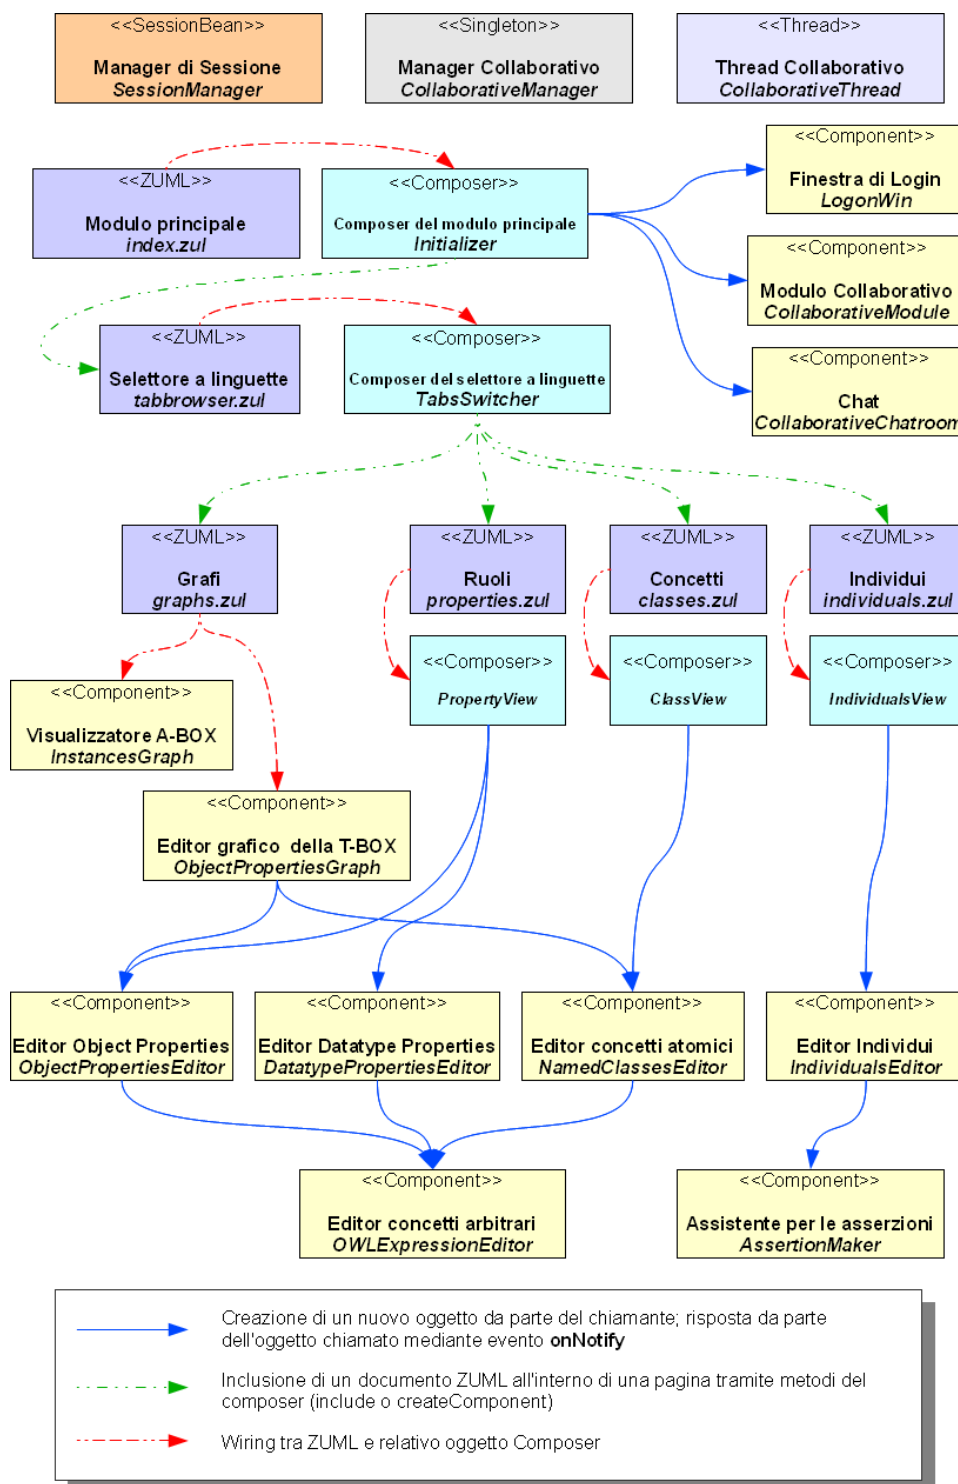 <<SessionBean>>
Manager di Sessione
SessionManager
<<Singleton>>
Manager Collaborativo
CollaborativeManager
<<Thread>>
Thread Collaborativo
CollaborativeThread
<<Component>>
Finestra di Login
LogonWin
<<ZUML>>
Modulo principale
index.zul
<<Composer>>
Composer del modulo principale
Initializer
<<Component>>
Modulo Collaborativo
CollaborativeModule
<<ZUML>>
Selettore a linguette
tabbrowser.zul
<<Composer>>
Composer del selettore a linguette
TabsSwitcher
<<Component>>
Chat
CollaborativeChatroom
<<ZUML>>
Grafi
graphs.zul
<<ZUML>>
Ruoli
properties.zul
<<ZUML>>
Concetti
classes.zul
<<ZUML>>
Individui
individuals.zul
<<Composer>>
PropertyView
<<Composer>>
ClassView
<<Composer>>
IndividualsView
<<Component>>
Visualizzatore A-BOX
InstancesGraph
<<Component>>
Editor grafico della T-BOX
ObjectPropertiesGraph
<<Component>>
Editor Object Properties
ObjectPropertiesEditor
<<Component>>
Editor Datatype Properties
DatatypePropertiesEditor
<<Component>>
Editor concetti atomici
NamedClassesEditor
<<Component>>
Editor Individui
IndividualsEditor
<<Component>>
Editor concetti arbitrari
OWLExpressionEditor
<<Component>>
Assistente per le asserzioni
AssertionMaker
Creazione di un nuovo oggetto da parte del chiamante; risposta da parte
dell'oggetto chiamato mediante evento onNotify
Inclusione di un documento ZUML all'interno di una pagina tramite metodi del
composer (include o createComponent)
Wiring tra ZUML e relativo oggetto Composer